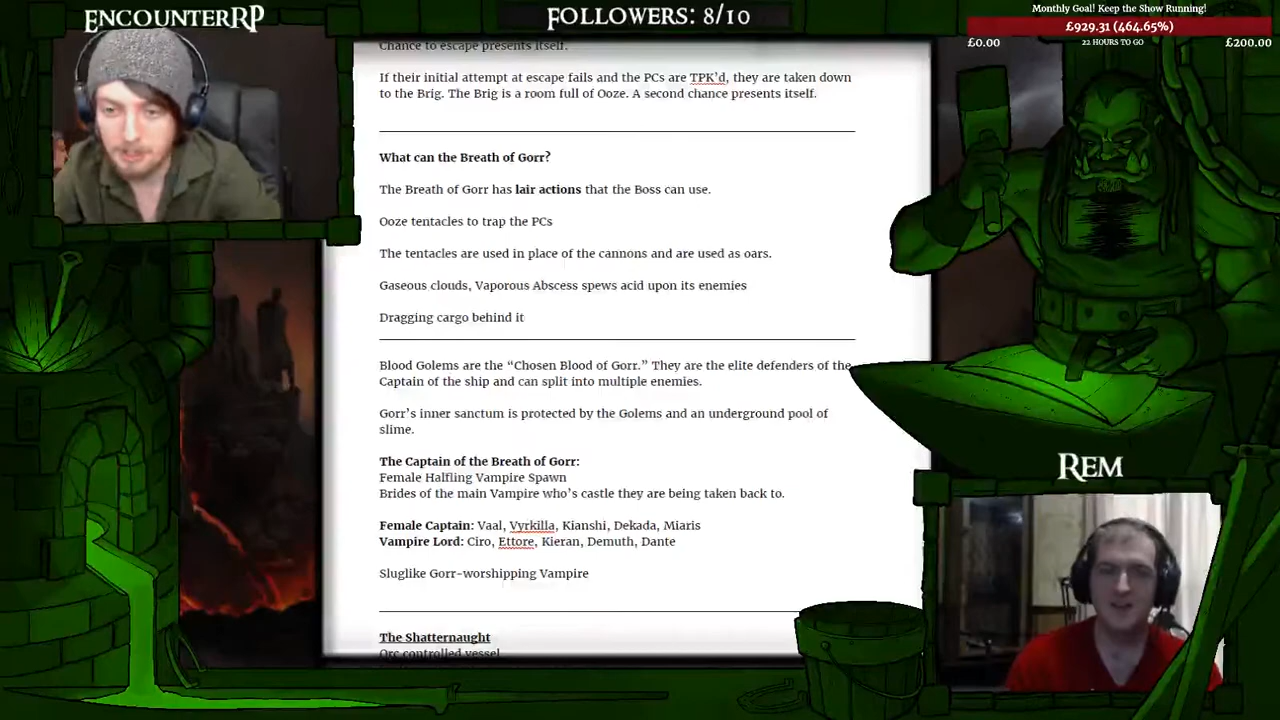 ENCOUNTERRP
FOLLOWERS: 8/10
Monthly Goal! Keep the Show Running!
£929.31 (464.65%)
£0.00
22 HOURS TO GO
£200.00
Chance to escape presents itself.
If their initial attempt at escape fails and the PCs are TPK'd, they are taken down
to the Brig. The Brig is a room full of Ooze. A second chance presents itself.
What can the Breath of Gorr?
The Breath of Gorr has lair actions that the Boss can use.
Ooze tentacles to trap the PCs
The tentacles are used in place of the cannons and are used as oars.
Gaseous clouds, Vaporous Abscess spews acid upon its enemies
Dragging cargo behind it
Blood Golems are the “Chosen Blood of Gorr.” They are the elite defenders of the
Captain of the ship and can split into multiple enemies.
Gorr’s inner sanctum is protected by the Golems and an underground pool of
slime.
The Captain of the Breath of Gorr:
Female Halfling Vampire Spawn
Brides of the main Vampire who’s castle they are being taken back to.
Female Captain: Vaal, Vyrkilla, Kianshi, Dekada, Miaris
Vampire Lord: Ciro, Ettore, Kieran, Demuth, Dante
Sluglike Gorr-worshipping Vampire
The Shatternaught
Orc controlled vessel
REM